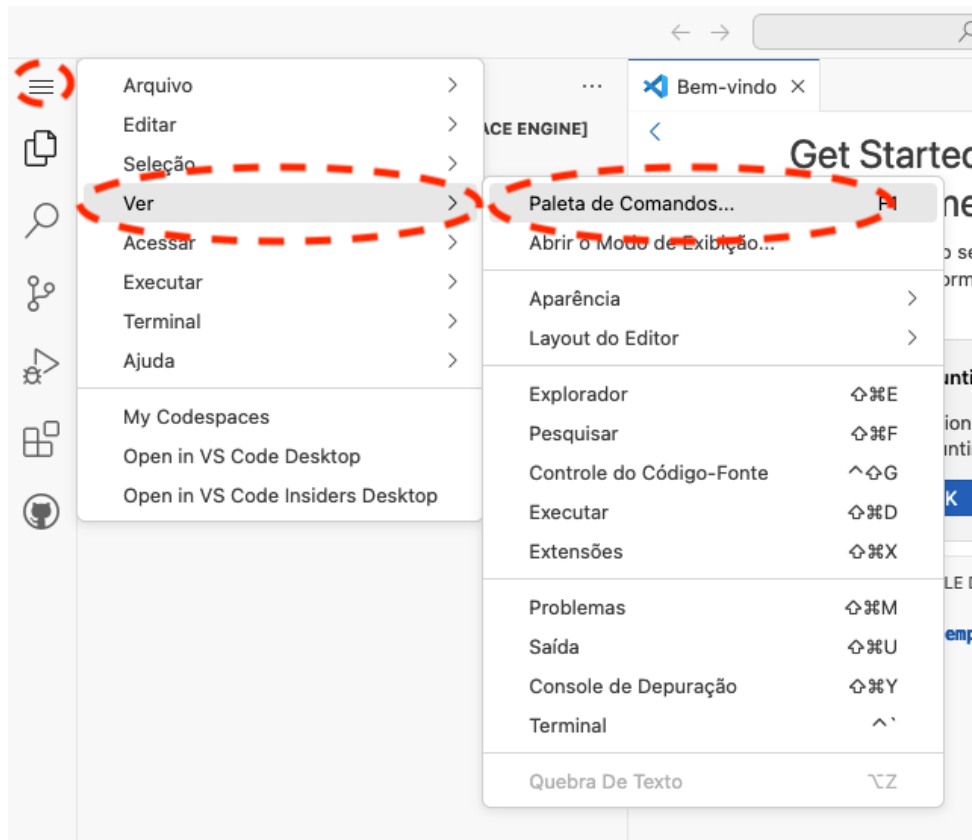 Arquivo
Editar
Seleção
Ver
Acessar
Executar
Terminal
Ajuda
My Codespaces
Open in VS Code Desktop
Open in VS Code Insiders Desktop
ACE ENGINE]
...
Bem-vindo
Get Started
Paleta de Comandos... F1
Abrir o Modo de Exibição...
Aparência
Layout do Editor
Explorador ⇧⌘E
Pesquisar ⇧⌘F
Controle do Código-Fonte ^⇧G
Executar ⇧⌘D
Extensões ⇧⌘X
Problemas ⇧⌘M
Saída ⇧⌘U
Console de Depuração ⇧⌘Y
Terminal ^`
Quebra De Texto ⌥Z